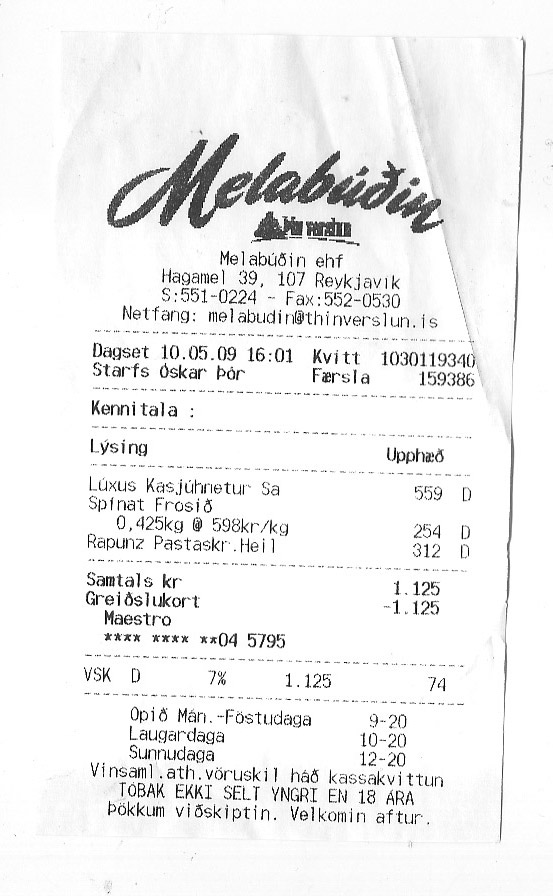 Melabúðin
Þín verslun
Melabúðin ehf
Hagamel 39, 107 Reykjavík
S:551-0224 - Fax:552-0530
Netfang: melabudin@thinverslun.is
Dagset 10.05.09 16:01 Kvitt 1030119340
Starfs Óskar Þór Færsla 159386
Kennitala :
Lýsing Upphæð
Lúxus Kasjúhnetur Sa 559 D
Spínat Frosið
0,425kg @ 598kr/kg 254 D
Rapunz Pastaskr.Heil 312 D
Samtals kr 1.125
Greiðslukort -1.125
Maestro
**** **** **04 5795
VSK D 7% 1.125 74
Opið Mán.-Föstudaga 9-20
Laugardaga 10-20
Sunnudaga 12-20
Vinsaml.ath.vöruskil háð kassakvittun
TÓBAK EKKI SELT YNGRI EN 18 ÁRA
Þökkum viðskiptin. Velkomin aftur.